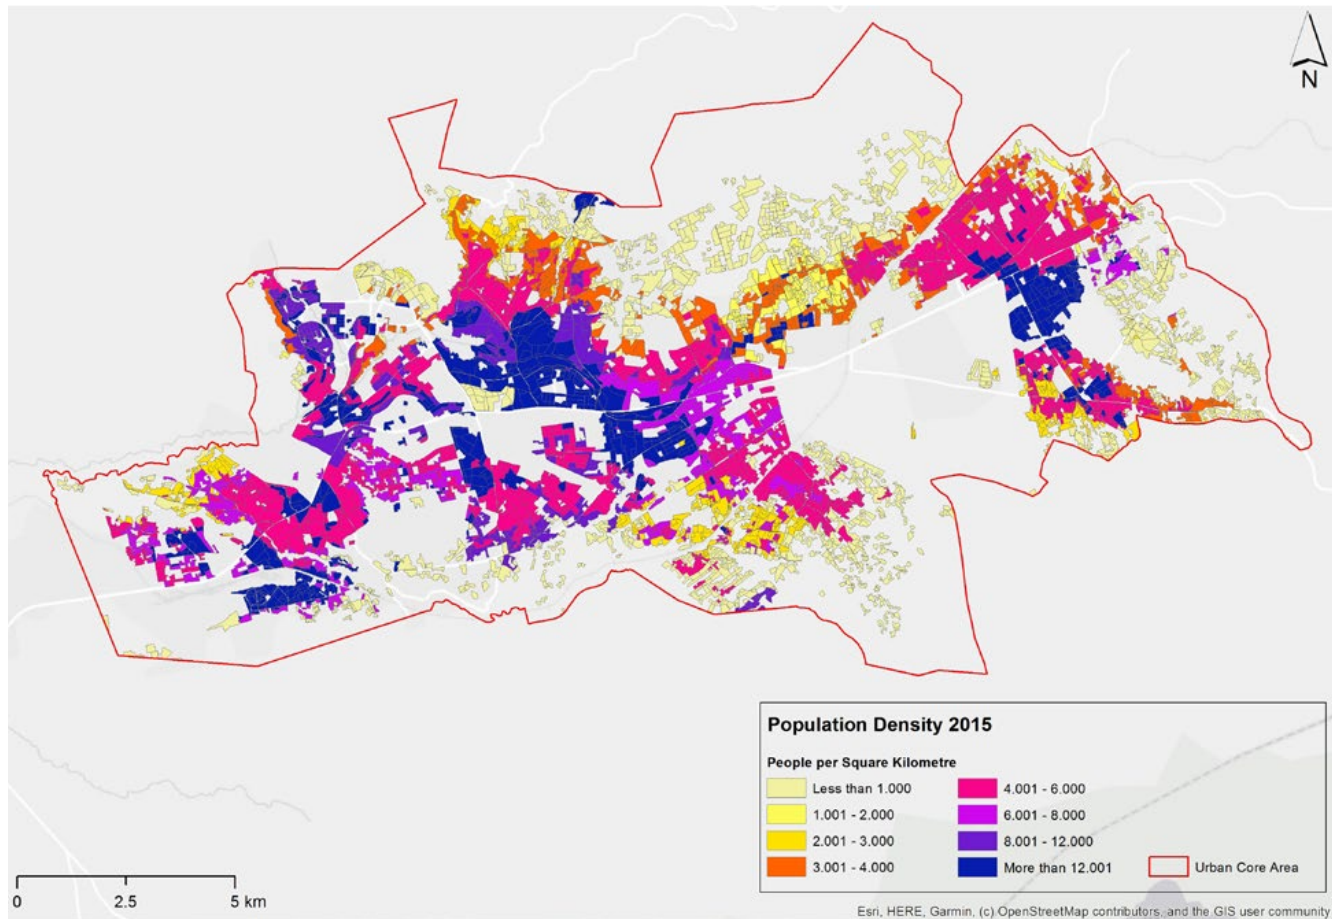 N
Population Density 2015
People per Square Kilometre
Less than 1.000
1.001 - 2.000
2.001 - 3.000
3.001 - 4.000
4.001 - 6.000
6.001 - 8.000
8.001 - 12.000
More than 12.001
Urban Core Area
0 2.5 5 km
Esri, HERE, Garmin, (c) OpenStreetMap contributors, and the GIS user community